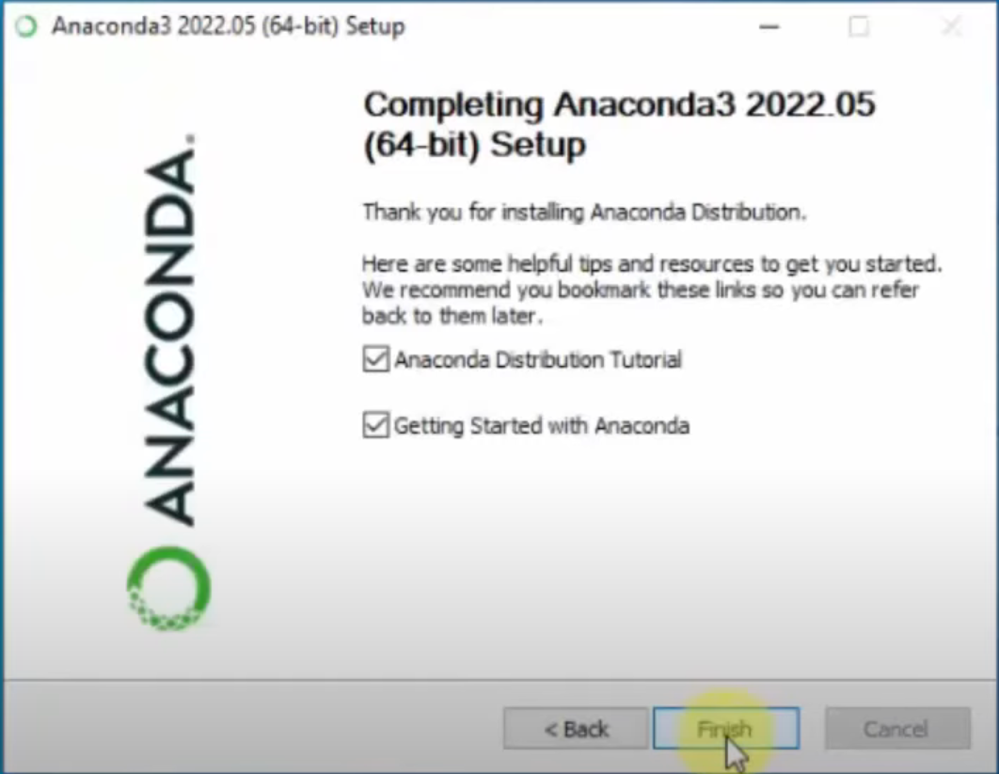 Anaconda3 2022.05 (64-bit) Setup
Completing Anaconda3 2022.05
(64-bit) Setup
Thank you for installing Anaconda Distribution.
Here are some helpful tips and resources to get you started.
We recommend you bookmark these links so you can refer
back to them later.
Anaconda Distribution Tutorial
Getting Started with Anaconda
ANACONDA.
< Back
Finish
Cancel